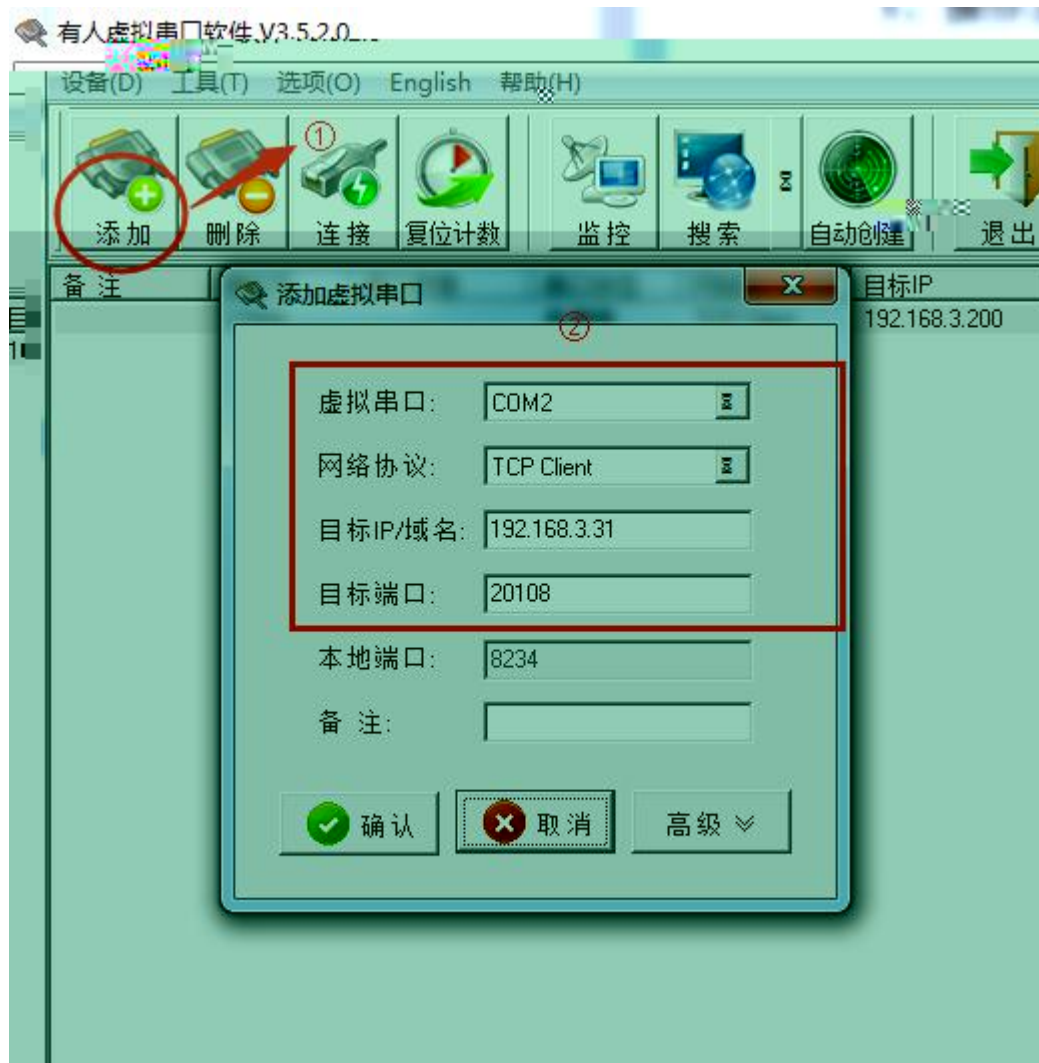 有人虚拟串口软件 V3.5.2.0
设备(D) 工具(T) 选项(O) English 帮助(H)
①
添加 删除 连接 复位计数 监控 搜索 自动创建 退出
备注 目标IP
192.168.3.200
添加虚拟串口
②
虚拟串口: COM2
网络协议: TCP Client
目标IP/域名: 192.168.3.31
目标端口: 20108
本地端口: 8234
备 注:
确认 取消 高级